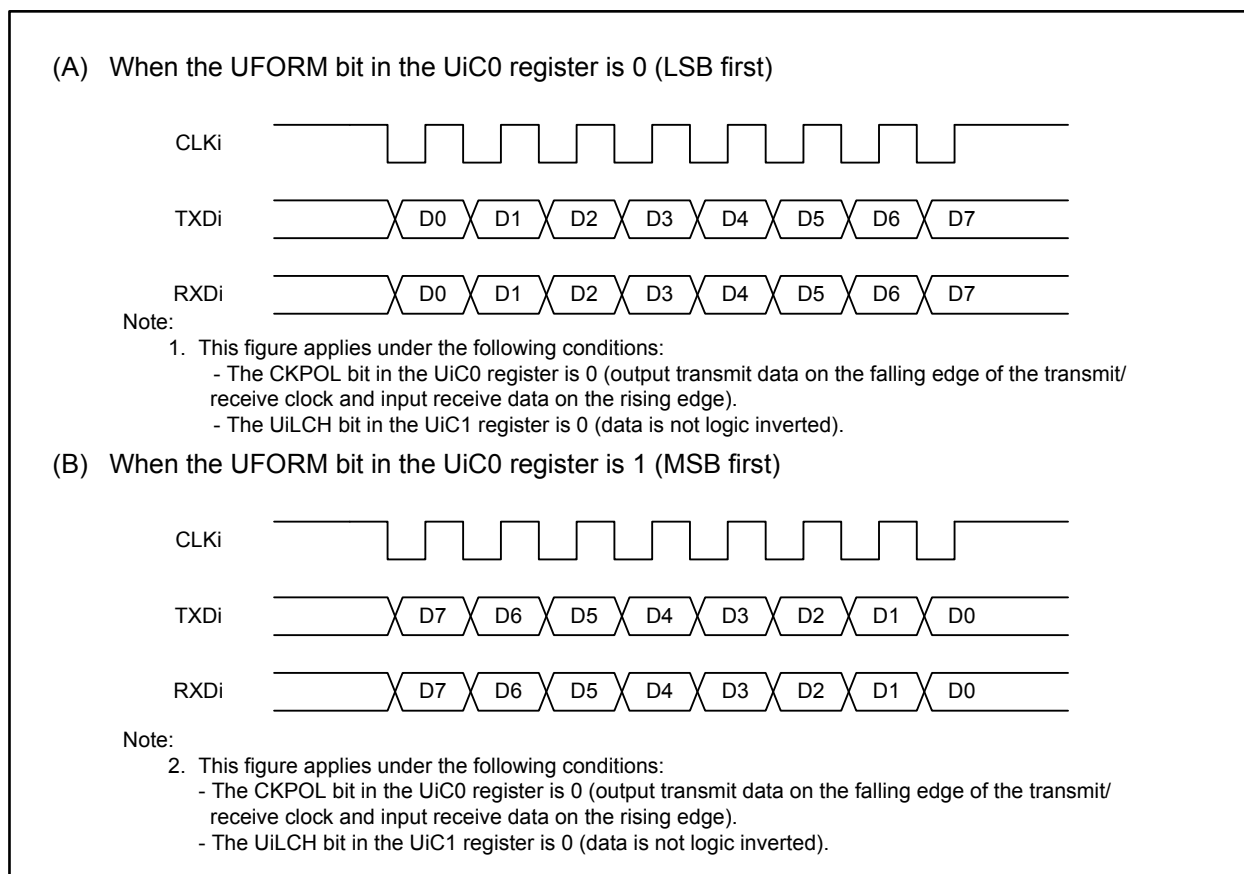 (A) When the UFORM bit in the UiC0 register is 0 (LSB first)
CLKi
TXDi D0 D1 D2 D3 D4 D5 D6 D7
RXDi D0 D1 D2 D3 D4 D5 D6 D7
Note:
1. This figure applies under the following conditions:
- The CKPOL bit in the UiC0 register is 0 (output transmit data on the falling edge of the transmit/
receive clock and input receive data on the rising edge).
- The UiLCH bit in the UiC1 register is 0 (data is not logic inverted).
(B) When the UFORM bit in the UiC0 register is 1 (MSB first)
CLKi
TXDi D7 D6 D5 D4 D3 D2 D1 D0
RXDi D7 D6 D5 D4 D3 D2 D1 D0
Note:
2. This figure applies under the following conditions:
- The CKPOL bit in the UiC0 register is 0 (output transmit data on the falling edge of the transmit/
receive clock and input receive data on the rising edge).
- The UiLCH bit in the UiC1 register is 0 (data is not logic inverted).